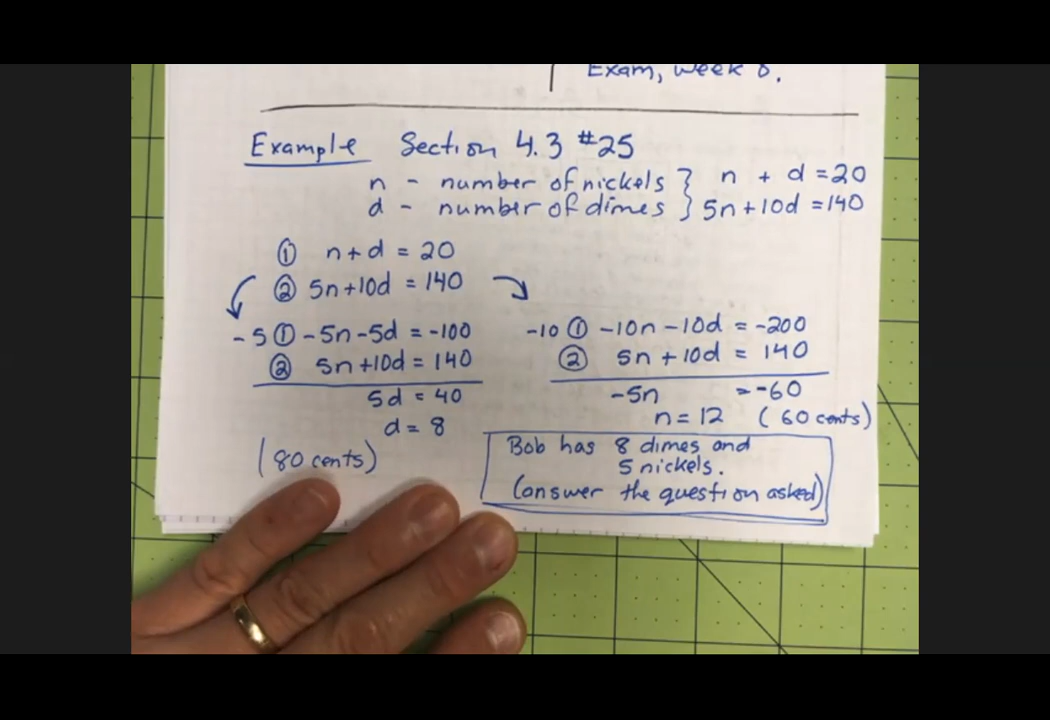 Exam, Week 8.
Example Section 4.3 #25
n - number of nickels } n + d = 20
d - number of dimes } 5n+10d = 140
① n+d = 20
② 5n+10d = 140
-5 ① -5n-5d = -100
② 5n+10d = 140
5d = 40
d = 8
(80 cents)
-10 ① -10n-10d = -200
② 5n + 10d = 140
-5n = -60
n = 12 (60 cents)
Bob has 8 dimes and
5 nickels.
(answer the question asked)